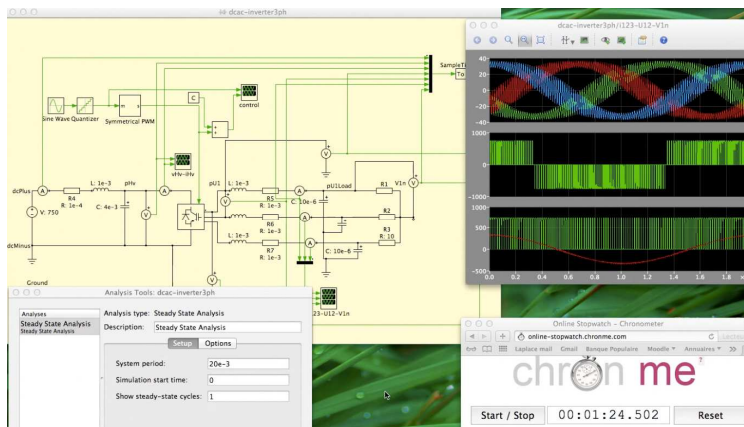 dcac-inverter3ph
Sine Wave
Quantizer
Symmetrical PWM
m
s
C
control
SampleTi
To
vHv-iHv
dcPlus
A
R4
R: 1e-4
L: 1e-3
pHv
A
C: 4e-3
V
V: 750
dcMinus
Ground
pU1
L: 1e-3
R5
R: 1e-3
A
R6
R: 1e-3
A
L: 1e-3
R7
R: 1e-3
A
C: 10e-6
C: 10e-6
pU1Load
R1
R2
R3
R: 10
V1n
V
V
V
V
123-U12-V1n
dcac-inverter3ph/i123-U12-V1n
40
20
0
-20
-40
1000
0
-1000
1000
500
0
-500
0.0 0.2 0.4 0.6 0.8 1.0 1.2 1.4 1.6 1.8
Analysis Tools: dcac-inverter3ph
Analyses
Steady State Analysis
Steady State Analysis
Analysis type: Steady State Analysis
Description: Steady State Analysis
Setup Options
System period: 20e-3
Simulation start time: 0
Show steady-state cycles: 1
Online Stopwatch – Chronometer
online-stopwatch.chronme.com
Laplace mail Gmail Banque Populaire Moodle Annuaires
chron me
?
Start / Stop 00:01:24.502 Reset